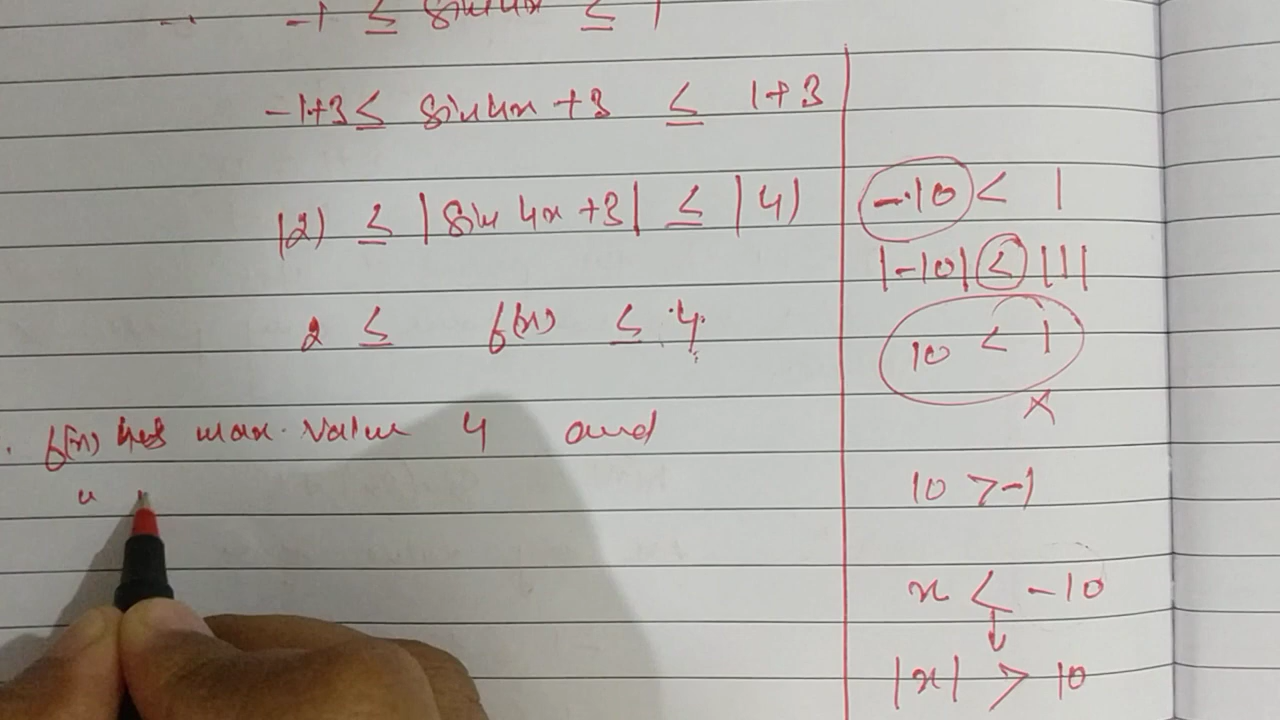 -1 ≤ sin4x ≤ 1
-1+3 ≤ sin4x +3 ≤ 1+3
|2| ≤ |sin 4x +3| ≤ |4|
2 ≤ f(x) ≤ 4
f(x) has max. value 4 and
"
-10 < 1
|-10| < |1|
10 < 1
×
10 > -1
x < -10
|x| > 10